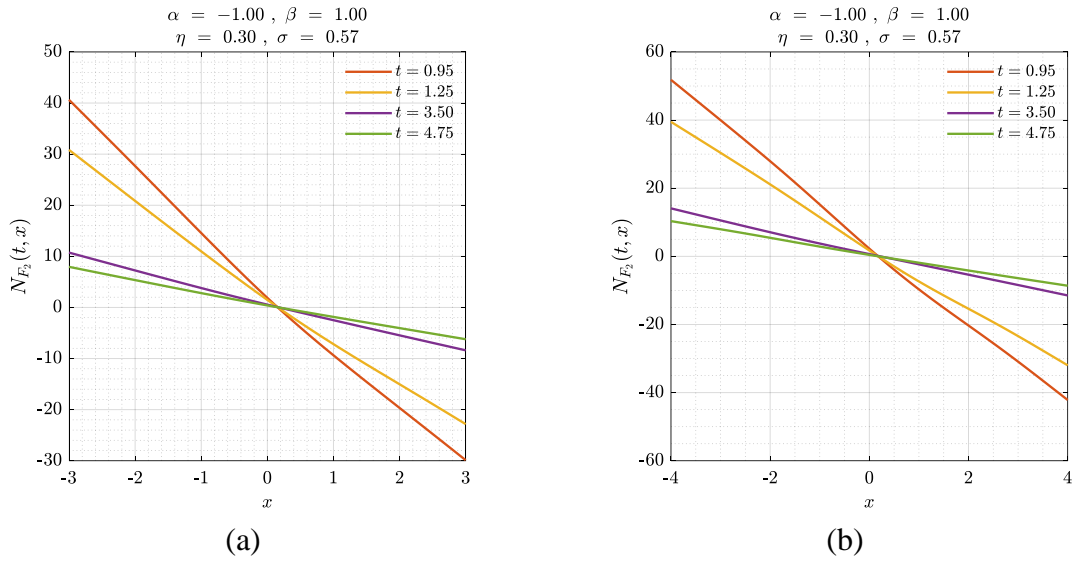 α = −1.00 , β = 1.00
η = 0.30 , σ = 0.57
50
40
30
20
10
0
-10
-20
-30
N_{F_2}(t, x)
t = 0.95
t = 1.25
t = 3.50
t = 4.75
-3 -2 -1 0 1 2 3
x
(a)
α = −1.00 , β = 1.00
η = 0.30 , σ = 0.57
60
40
20
0
-20
-40
-60
N_{F_2}(t, x)
t = 0.95
t = 1.25
t = 3.50
t = 4.75
-4 -2 0 2 4
x
(b)